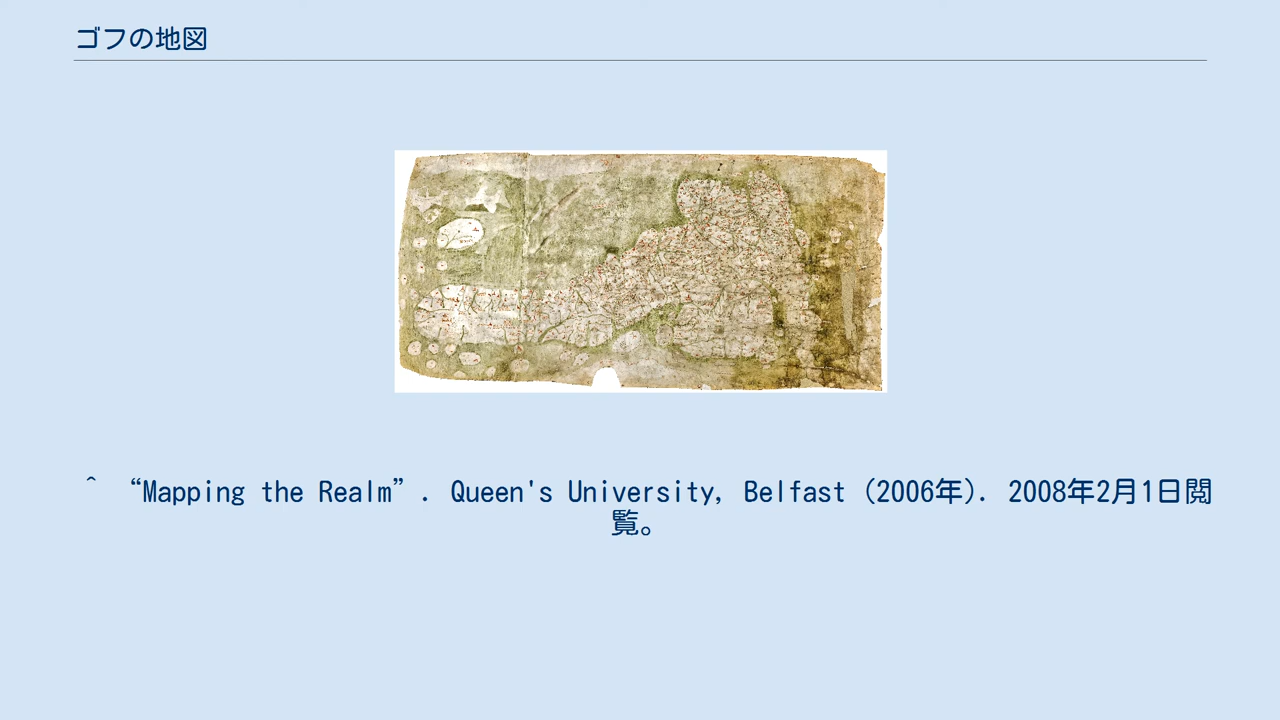 ゴフの地図
^ “Mapping the Realm”. Queen's University, Belfast (2006年). 2008年2月1日閲
覧。